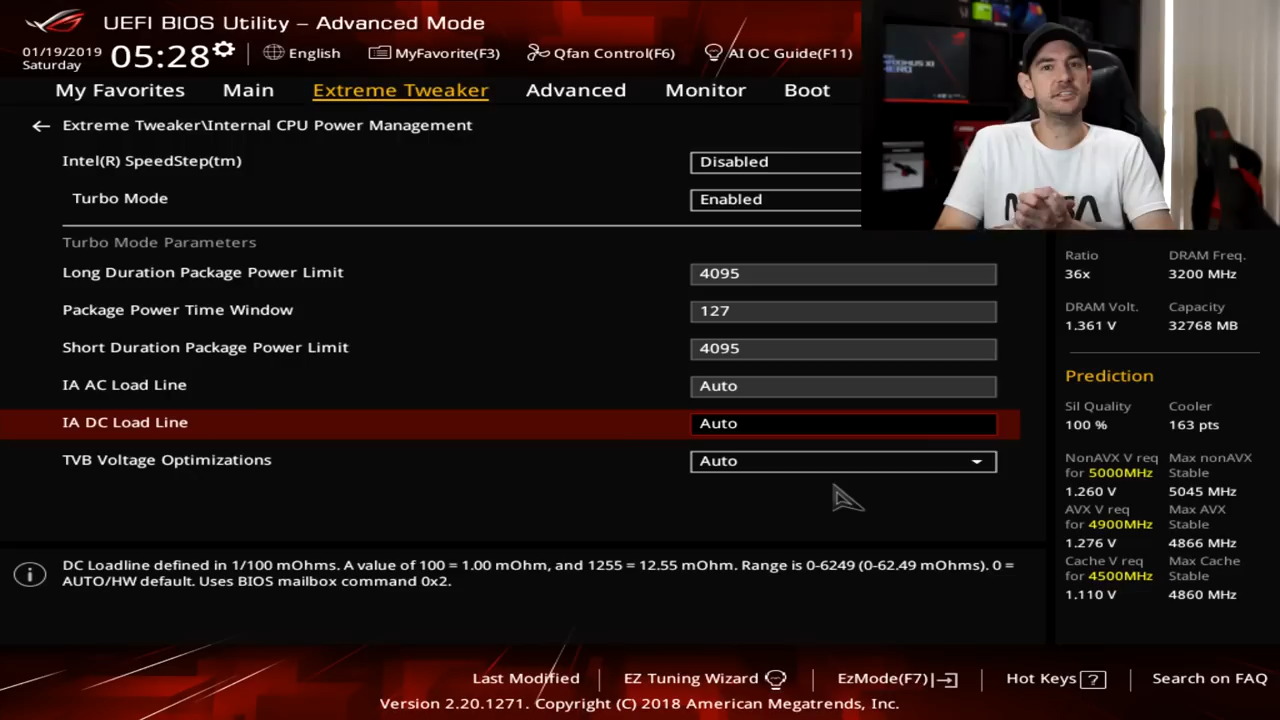 UEFI BIOS Utility – Advanced Mode
01/19/2019
Saturday
05:28
English
MyFavorite(F3)
Qfan Control(F6)
AI OC Guide(F11)
My Favorites
Main
Extreme Tweaker
Advanced
Monitor
Boot
Extreme Tweaker\Internal CPU Power Management
Intel(R) SpeedStep(tm)
Disabled
Turbo Mode
Enabled
Turbo Mode Parameters
Long Duration Package Power Limit
4095
Package Power Time Window
127
Short Duration Package Power Limit
4095
IA AC Load Line
Auto
IA DC Load Line
Auto
TVB Voltage Optimizations
Auto
DC Loadline defined in 1/100 mOhms. A value of 100 = 1.00 mOhm, and 1255 = 12.55 mOhm. Range is 0-6249 (0-62.49 mOhms). 0 =
AUTO/HW default. Uses BIOS mailbox command 0x2.
Ratio
DRAM Freq.
36x
3200 MHz
DRAM Volt.
Capacity
1.361 V
32768 MB
Prediction
Sil Quality
Cooler
100 %
163 pts
NonAVX V req
Max nonAVX
for 5000MHz
Stable
1.260 V
5045 MHz
AVX V req
Max AVX
for 4900MHz
Stable
1.276 V
4866 MHz
Cache V req
Max Cache
for 4500MHz
Stable
1.110 V
4860 MHz
Last Modified
EZ Tuning Wizard
EzMode(F7)
Hot Keys ?
Search on FAQ
Version 2.20.1271. Copyright (C) 2018 American Megatrends, Inc.